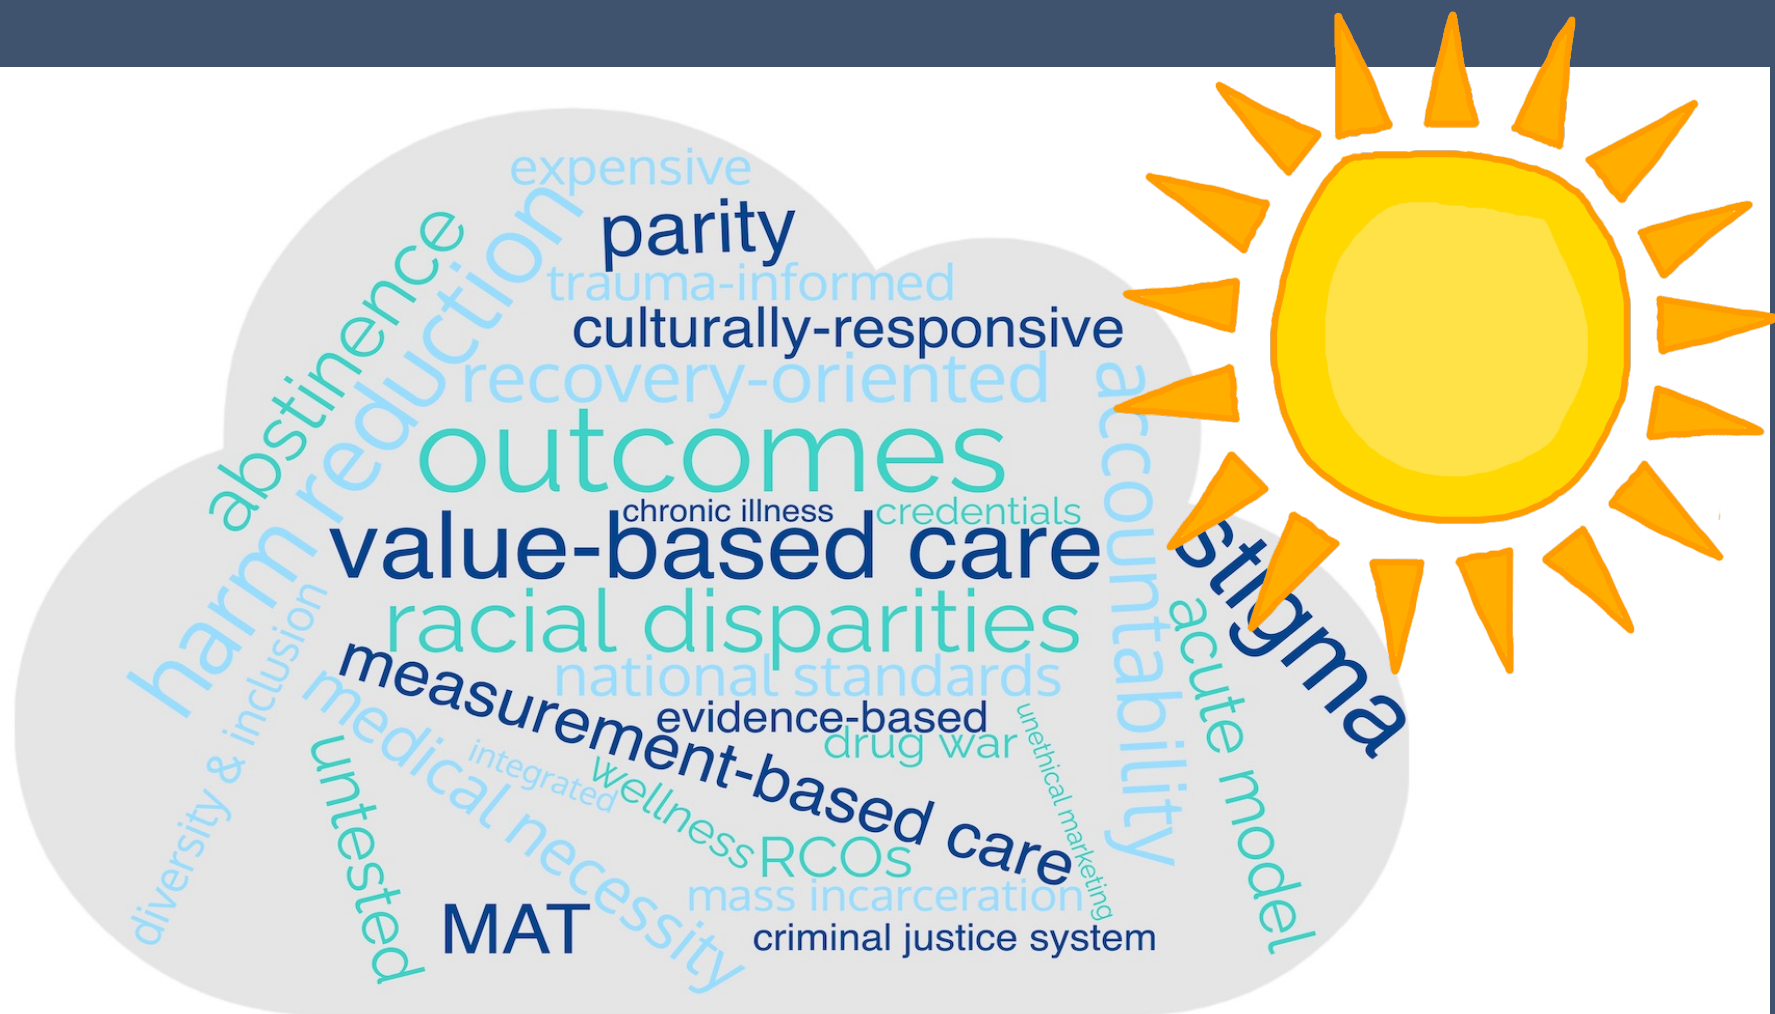 expensive
parity
trauma-informed
culturally-responsive
recovery-oriented
abstinence
harm reduction
outcomes
chronic illness
credentials
value-based care
accountability
stigma
racial disparities
national standards
measurement-based care
evidence-based
drug war
unethical marketing
acute model
diversity & inclusion
medical necessity
integrated
wellness
untested
RCOs
mass incarceration
MAT
criminal justice system